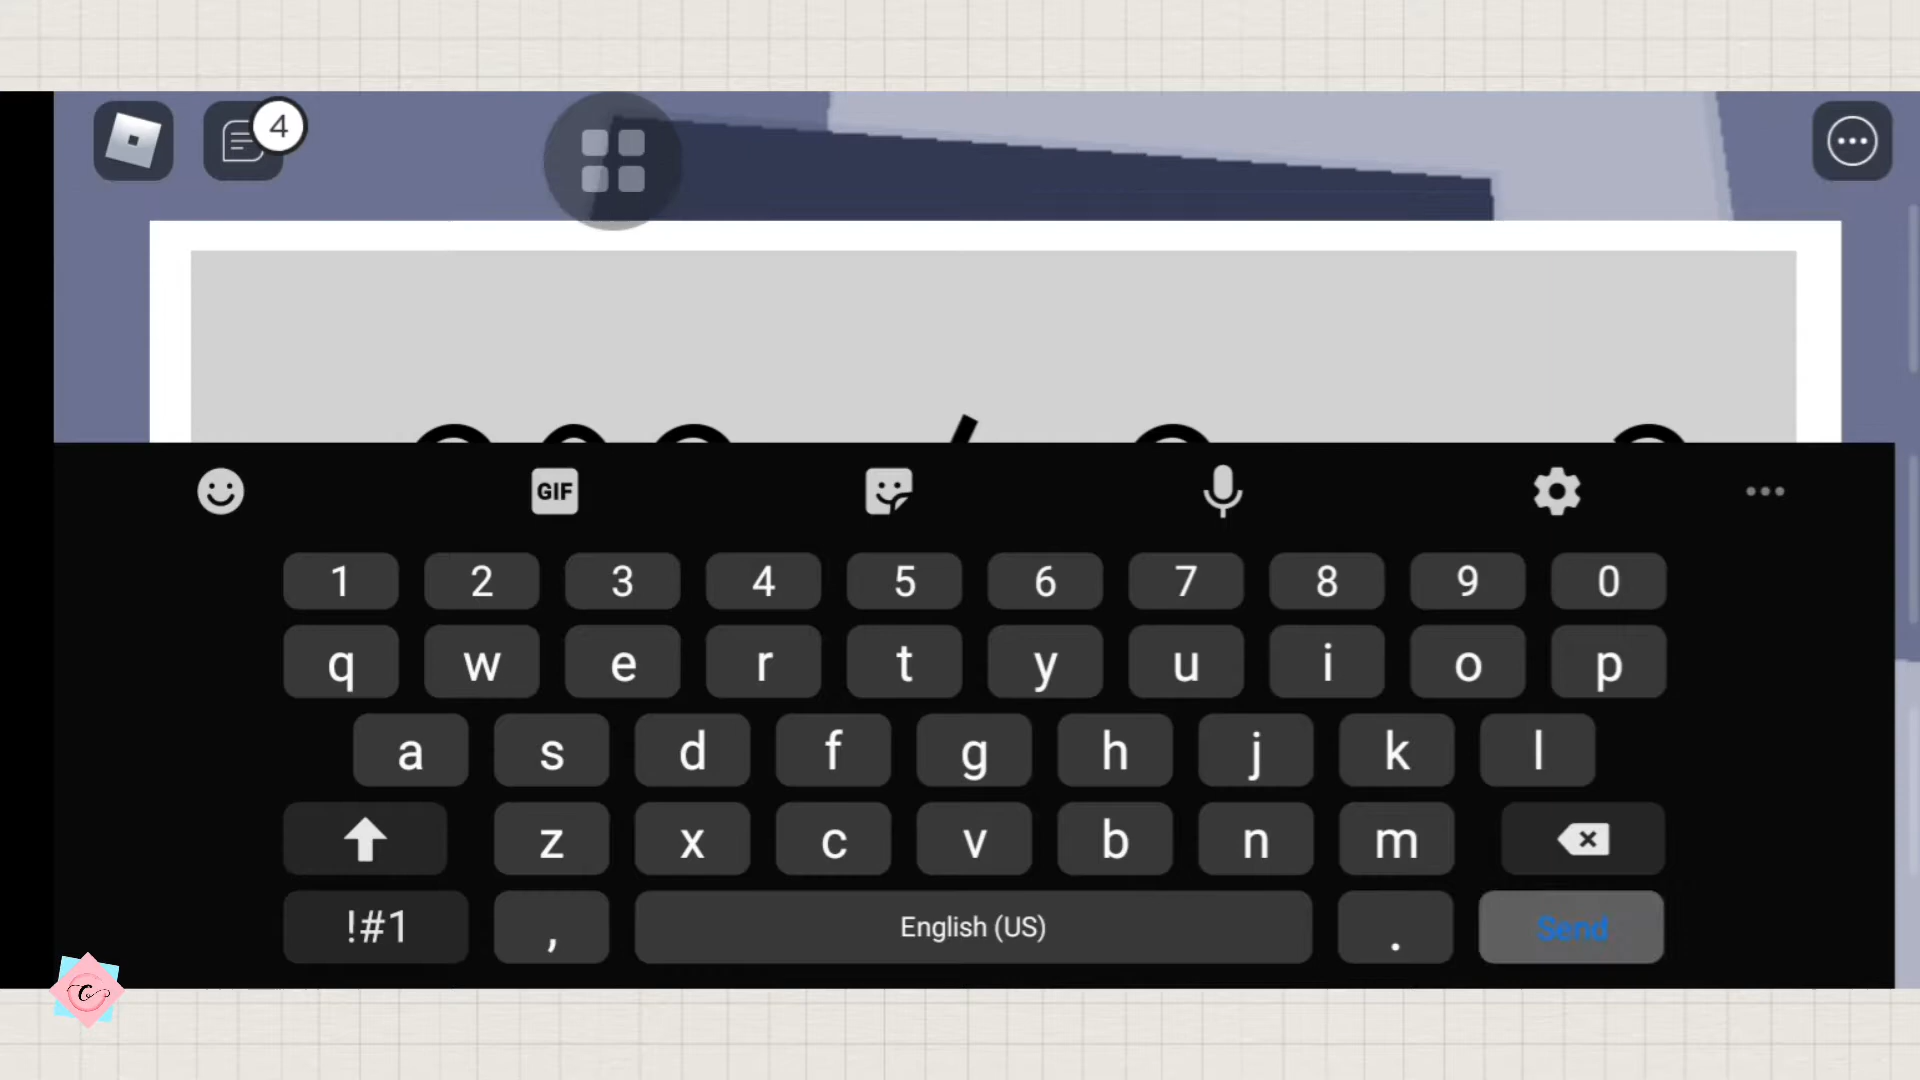 4
GIF
1 2 3 4 5 6 7 8 9 0
q w e r t y u i o p
a s d f g h j k l
z x c v b n m
!#1 , English (US) . Send